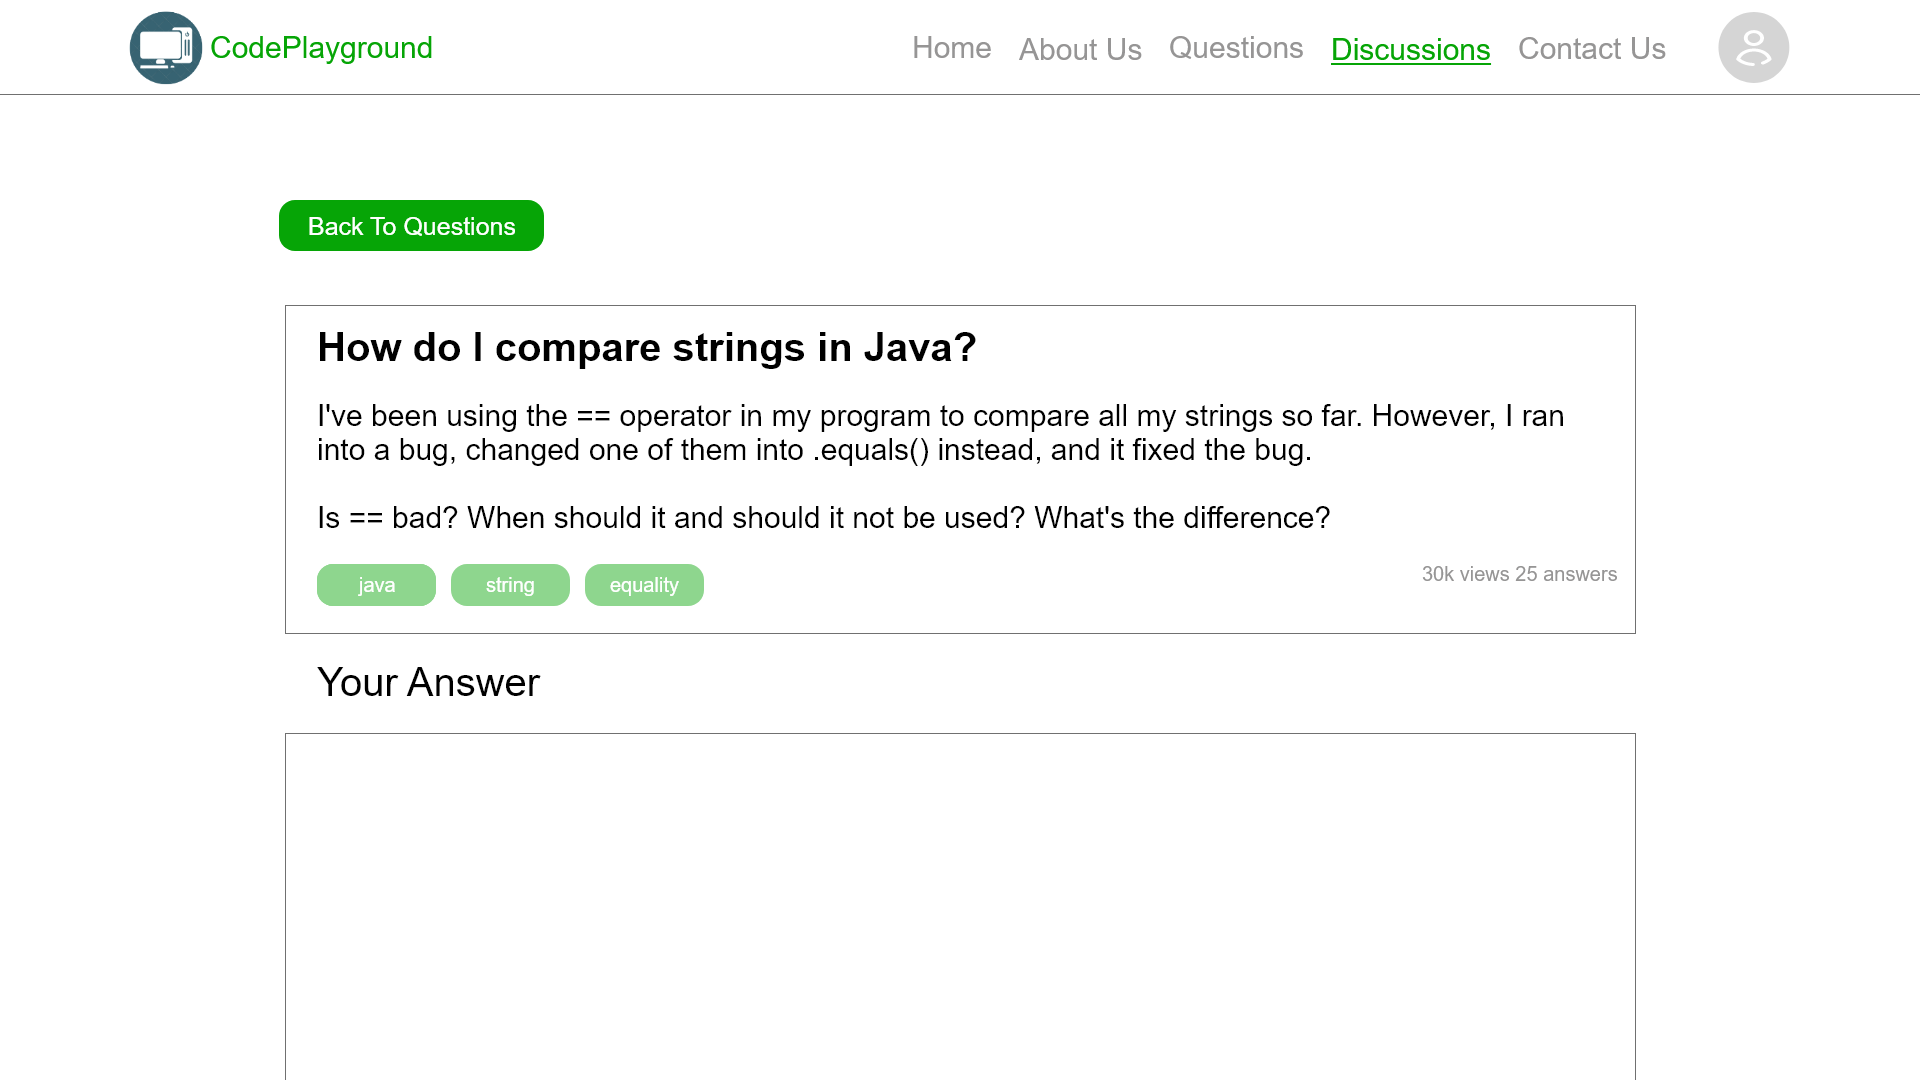 CodePlayground
Home
About Us
Questions
Discussions
Contact Us
Back To Questions
How do I compare strings in Java?
I've been using the == operator in my program to compare all my strings so far. However, I ran
into a bug, changed one of them into .equals() instead, and it fixed the bug.
Is == bad? When should it and should it not be used? What's the difference?
java
string
equality
30k views 25 answers
Your Answer